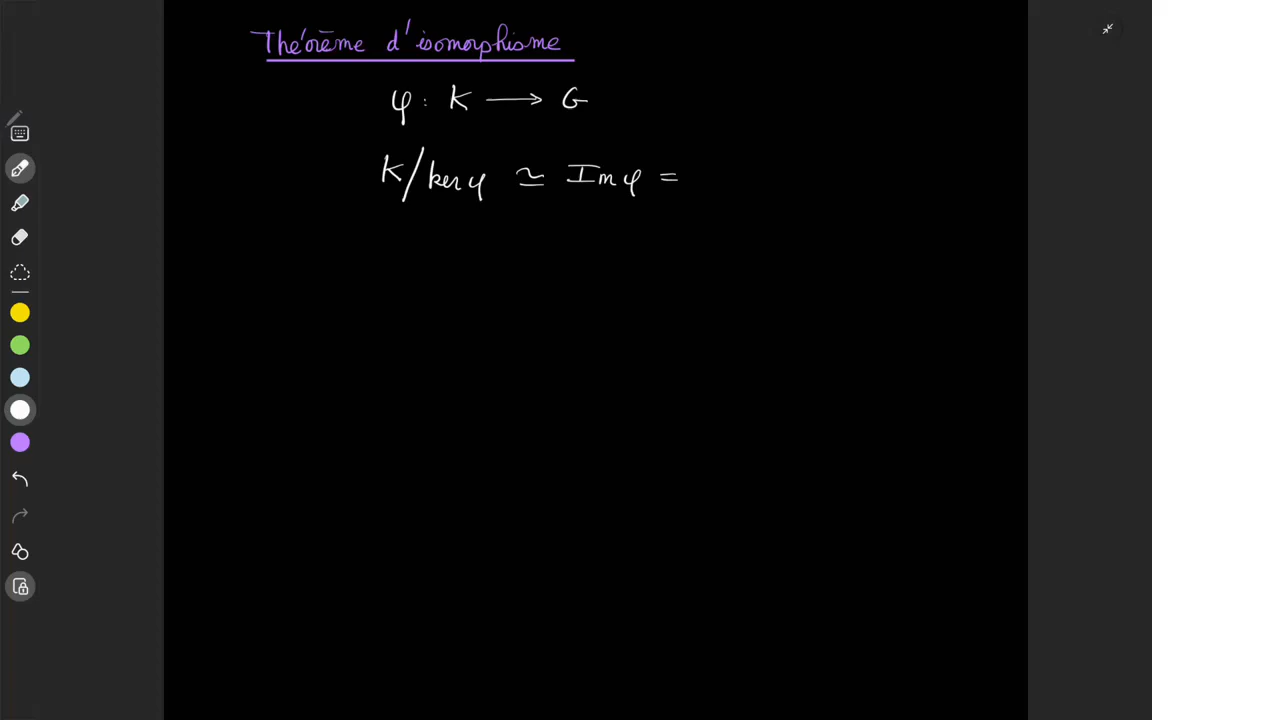 Théorème d'isomorphisme
φ : K ⟶ G
K/ker φ ≃ Im φ =